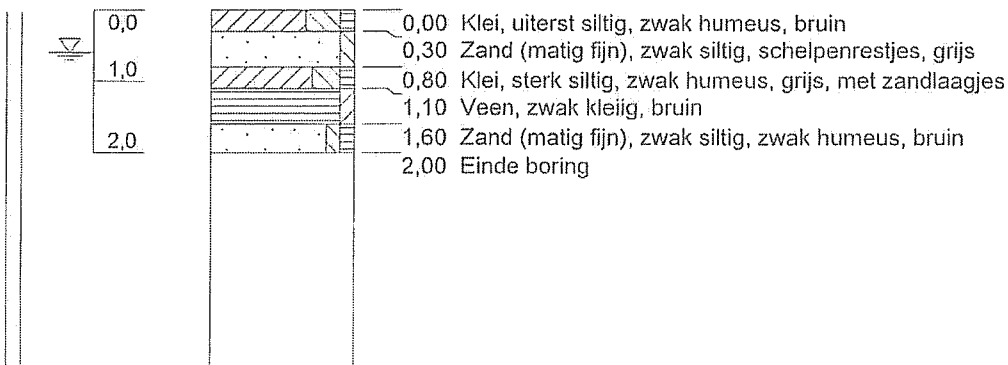 0,0
1,0
2,0
0,00 Klei, uiterst siltig, zwak humeus, bruin
0,30 Zand (matig fijn), zwak siltig, schelpenrestjes, grijs
0,80 Klei, sterk siltig, zwak humeus, grijs, met zandlaagjes
1,10 Veen, zwak kleiig, bruin
1,60 Zand (matig fijn), zwak siltig, zwak humeus, bruin
2,00 Einde boring